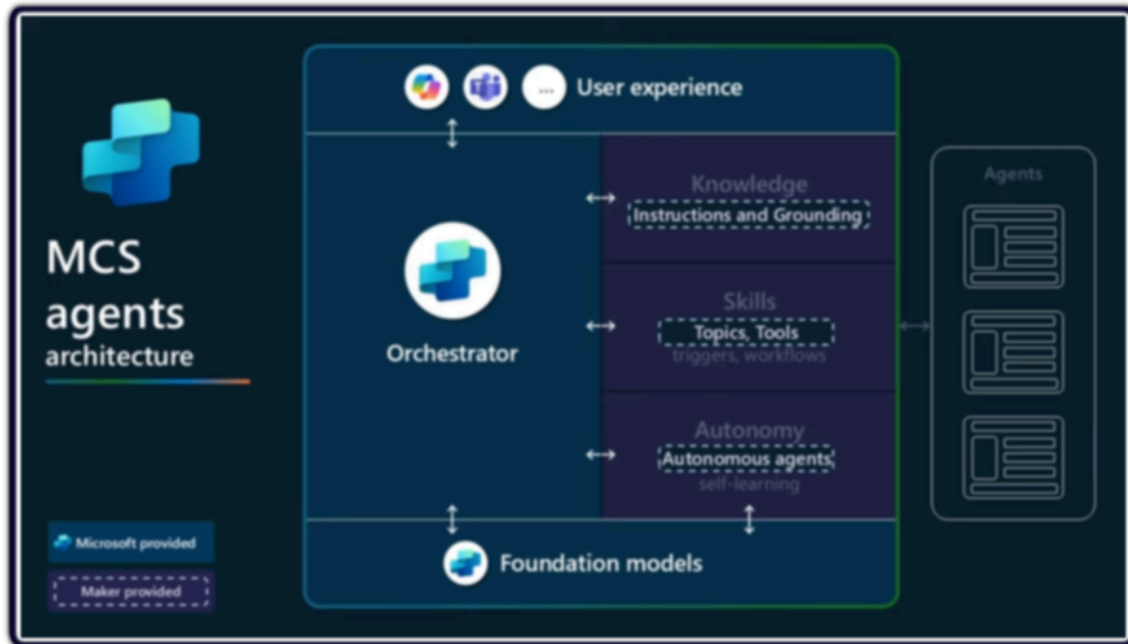 MCS
agents
architecture
Microsoft provided
Maker provided
... User experience
Orchestrator
Knowledge
Instructions and Grounding
Skills
Topics, Tools
triggers, workflows
Autonomy
Autonomous agents,
self-learning
Foundation models
Agents